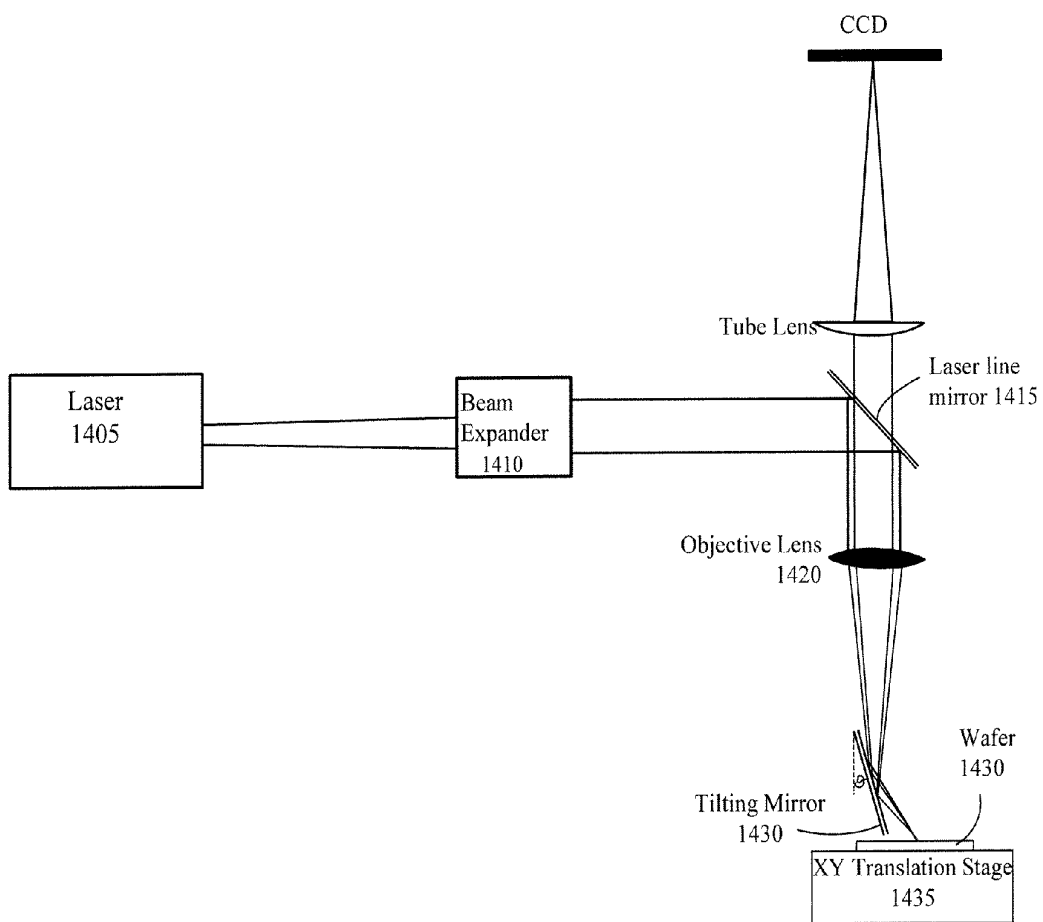 CCD
Tube Lens
Laser line
mirror 1415
Laser
1405
Beam
Expander
1410
Objective Lens
1420
Wafer
1430
φ
Tilting Mirror
1430
XY Translation Stage
1435